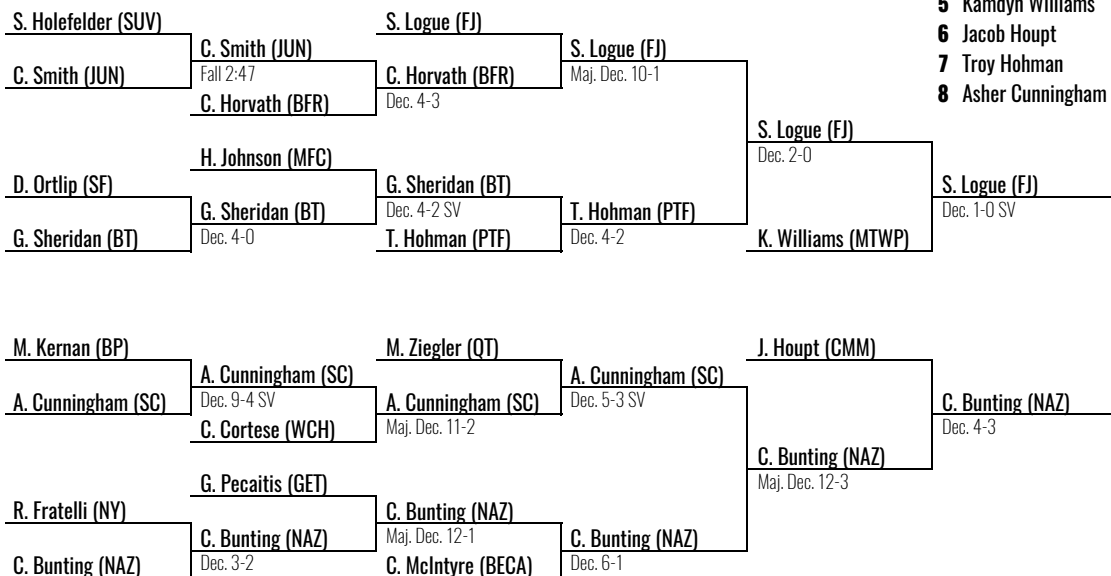 5 Kamdyn Williams
6 Jacob Houpt
7 Troy Hohman
8 Asher Cunningham
S. Holefelder (SUV)
C. Smith (JUN)
C. Smith (JUN)
Fall 2:47
C. Horvath (BFR)
S. Logue (FJ)
C. Horvath (BFR)
Dec. 4-3
S. Logue (FJ)
Maj. Dec. 10-1
D. Ortlip (SF)
G. Sheridan (BT)
H. Johnson (MFC)
G. Sheridan (BT)
Dec. 4-0
G. Sheridan (BT)
Dec. 4-2 SV
T. Hohman (PTF)
T. Hohman (PTF)
Dec. 4-2
S. Logue (FJ)
Dec. 2-0
K. Williams (MTWP)
S. Logue (FJ)
Dec. 1-0 SV
M. Kernan (BP)
A. Cunningham (SC)
A. Cunningham (SC)
Dec. 9-4 SV
C. Cortese (WCH)
M. Ziegler (QT)
A. Cunningham (SC)
Maj. Dec. 11-2
A. Cunningham (SC)
Dec. 5-3 SV
R. Fratelli (NY)
C. Bunting (NAZ)
G. Pecaitis (GET)
C. Bunting (NAZ)
Dec. 3-2
C. Bunting (NAZ)
Maj. Dec. 12-1
C. McIntyre (BECA)
C. Bunting (NAZ)
Dec. 6-1
J. Houpt (CMM)
C. Bunting (NAZ)
Maj. Dec. 12-3
C. Bunting (NAZ)
Dec. 4-3